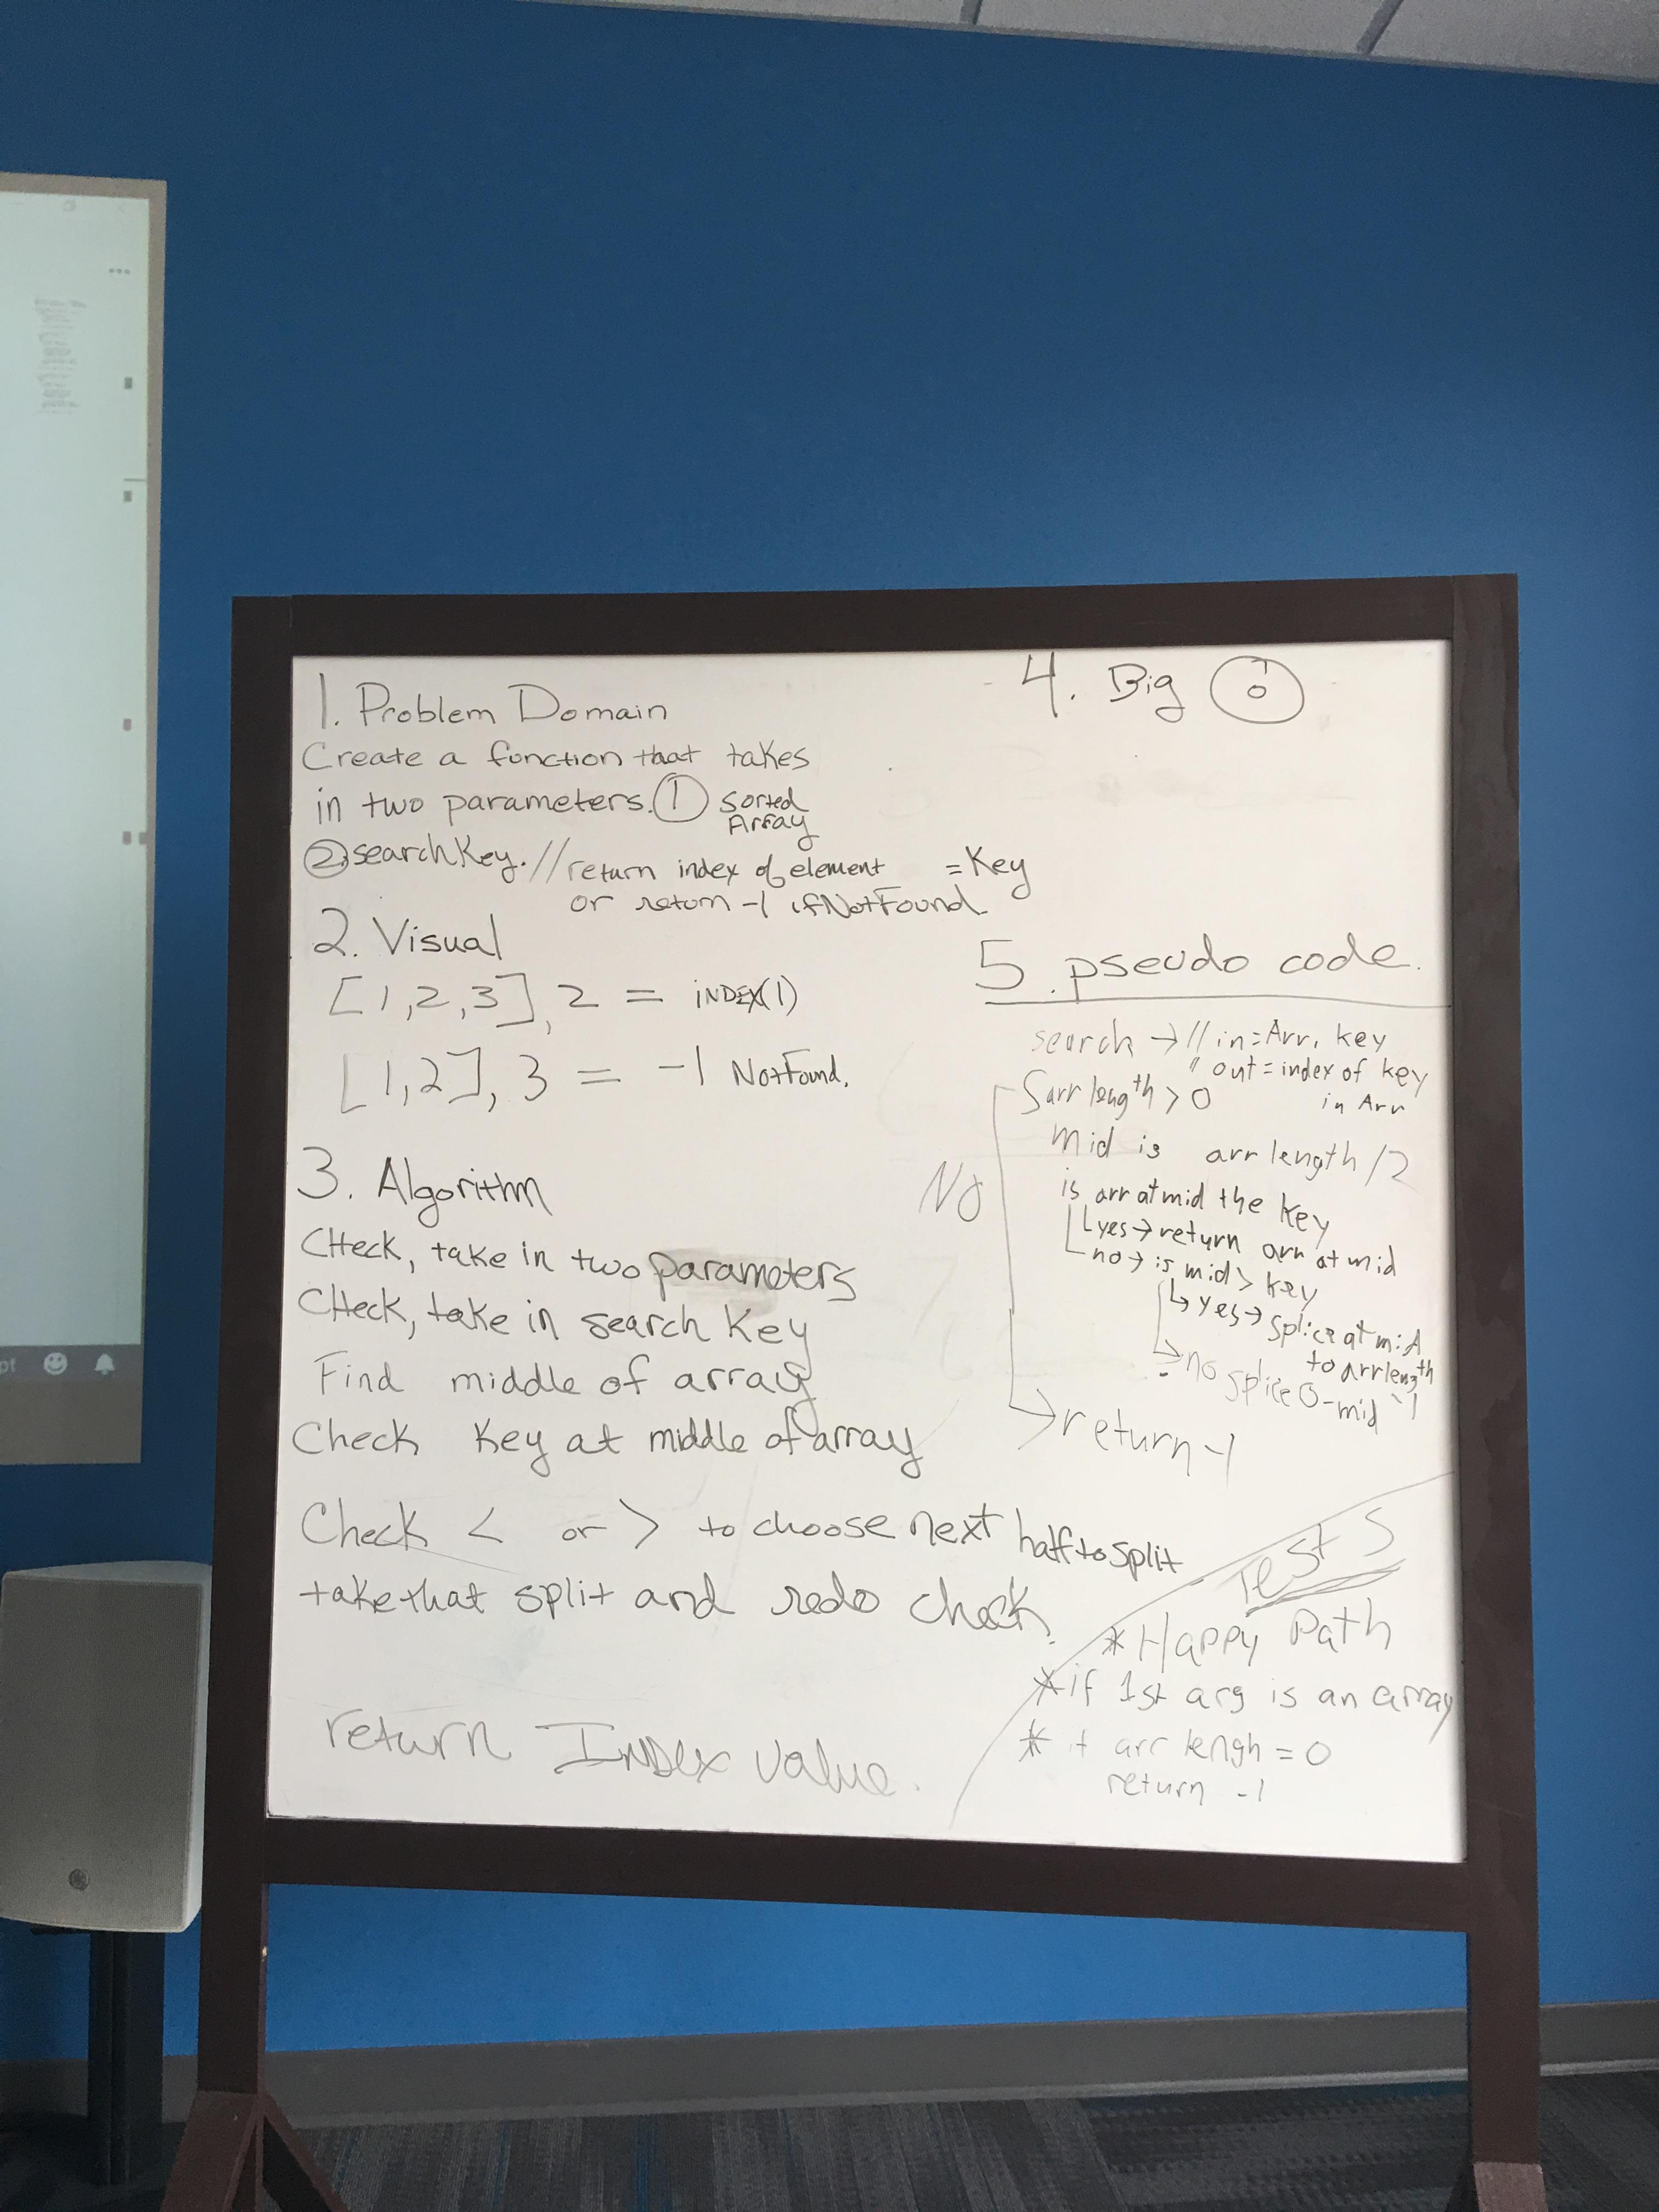 1. Problem Domain
Create a function that takes
in two parameters. ① sorted
Array
② searchKey. // return index of element = Key
or return -1 if Not Found.
2. Visual
[1,2,3], 2 = INDEX(1)
[1,2], 3 = -1 Not Found.
3. Algorithm
CHeck, take in two parameters
CHeck, take in search Key
Find middle of array
Check Key at middle of array
Check < or > to choose next half to split
take that split and redo check.
return Index value.
4. Big O
5. pseudo code.
search → // in = Arr, key
" out = index of key
in Arr
arr length > 0
mid is arr length / 2
is arr at mid the key
yes → return arr at mid
no → is mid > key
yes → splice at mid
to arr length
no splice 0 - mid -1
return -1
Tests
* Happy Path
* if 1st arg is an array
* if arr lengh = 0
return -1